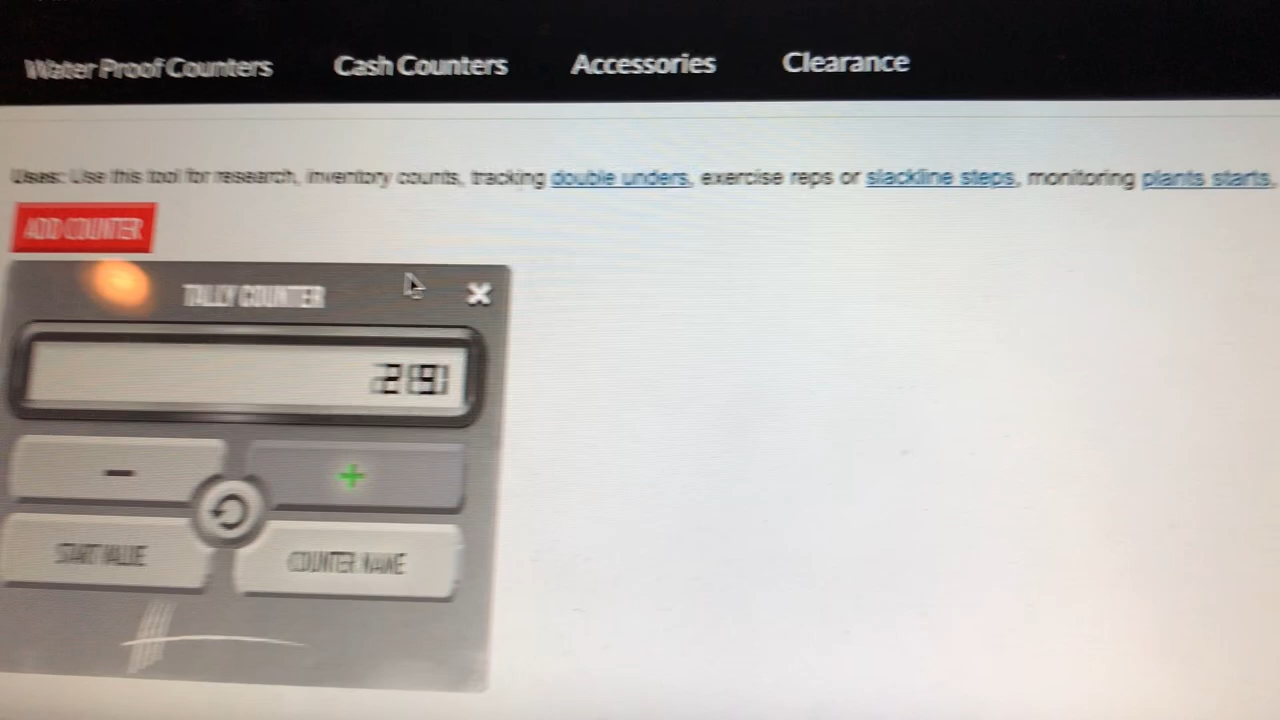 Water Proof Counters Cash Counters Accessories Clearance
Uses: Use this tool for research, inventory counts, tracking double unders, exercise reps or slackline steps, monitoring plants starts,
ADD COUNTER
TALLY COUNTER ×
- +
START VALUE COUNTER NAME